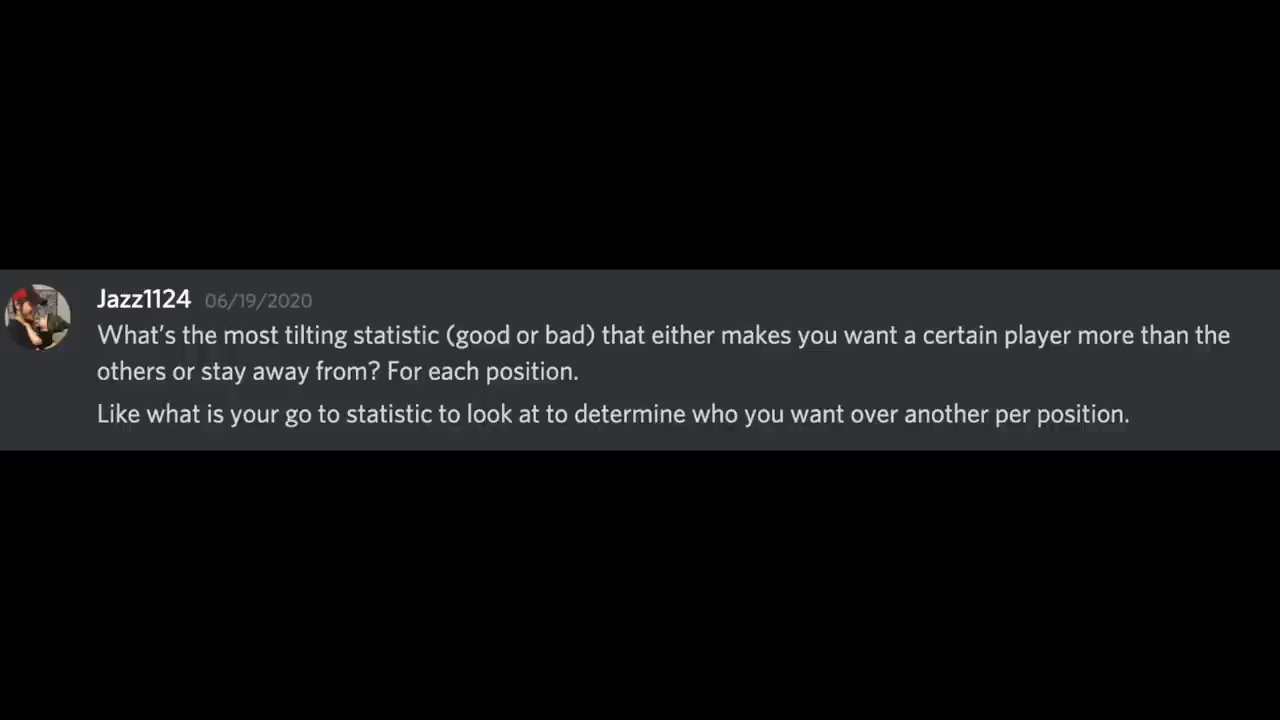 Jazz1124 06/19/2020
What's the most tilting statistic (good or bad) that either makes you want a certain player more than the
others or stay away from? For each position.
Like what is your go to statistic to look at to determine who you want over another per position.